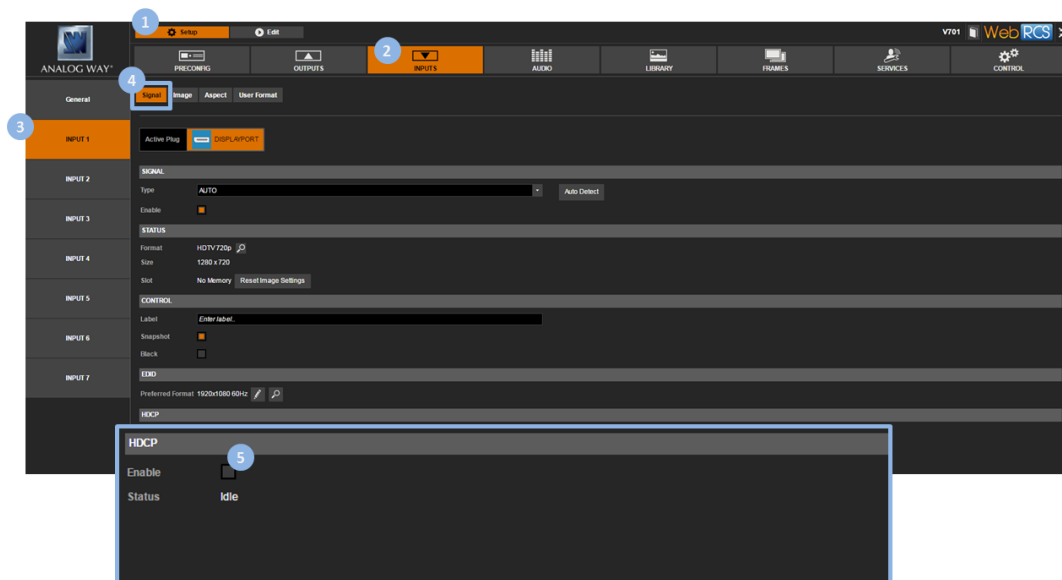 1
Setup
Edit
V701
Web RCS
ANALOG WAY®
2
PRECONFIG
OUTPUTS
INPUTS
AUDIO
LIBRARY
FRAMES
SERVICES
CONTROL
4
General
Signal
Image
Aspect
User Format
3
INPUT 1
INPUT 2
INPUT 3
INPUT 4
INPUT 5
INPUT 6
INPUT 7
Active Plug
DISPLAYPORT
SIGNAL
Type
AUTO
Auto Detect
Enable
STATUS
Format
HDTV 720p
Size
1280 x 720
Slot
No Memory
Reset Image Settings
CONTROL
Label
Enter label..
Snapshot
Black
EDID
Preferred Format
1920x1080 60Hz
HDCP
HDCP
5
Enable
Status
Idle